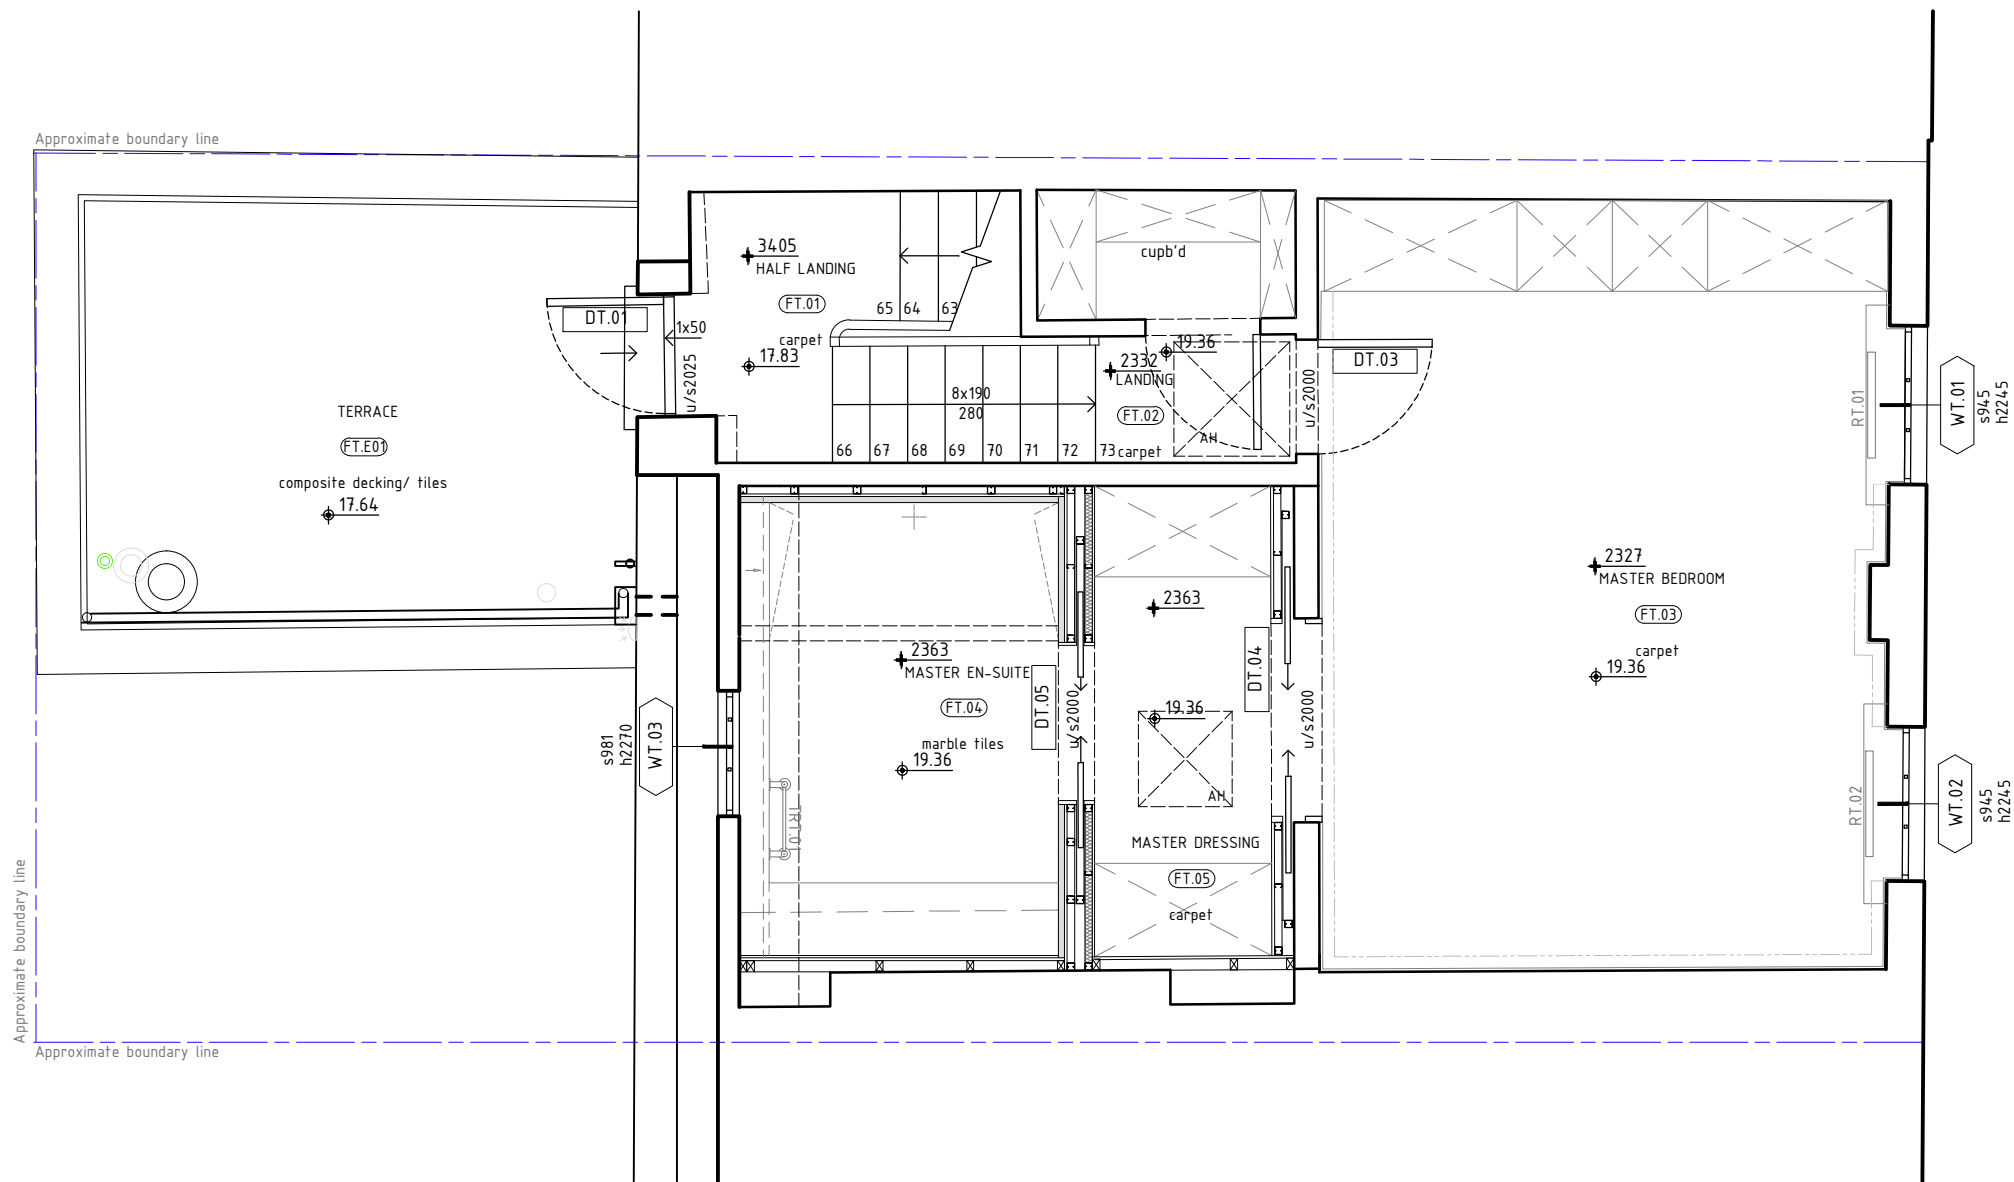 Approximate boundary line
3405
HALF LANDING
FT.01
65
64
63
carpet
17.83
DT.01
1x50
u/s2025
cupb'd
19.36
2332
LANDING
FT.02
AH
carpet
u/s2000
DT.03
8x190
280
66
67
68
69
70
71
72
73
TERRACE
FT.E01
composite decking/ tiles
17.64
RT.01
WT.01
s945
h2245
2327
MASTER BEDROOM
FT.03
carpet
19.36
2363
MASTER EN-SUITE
FT.04
marble tiles
19.36
TRT.01
DT.05
u/s2000
2363
DT.04
19.36
u/s2000
AH
MASTER DRESSING
FT.05
carpet
s981
h2270
WT.03
RT.02
WT.02
s945
h2245
Approximate boundary line
Approximate boundary line